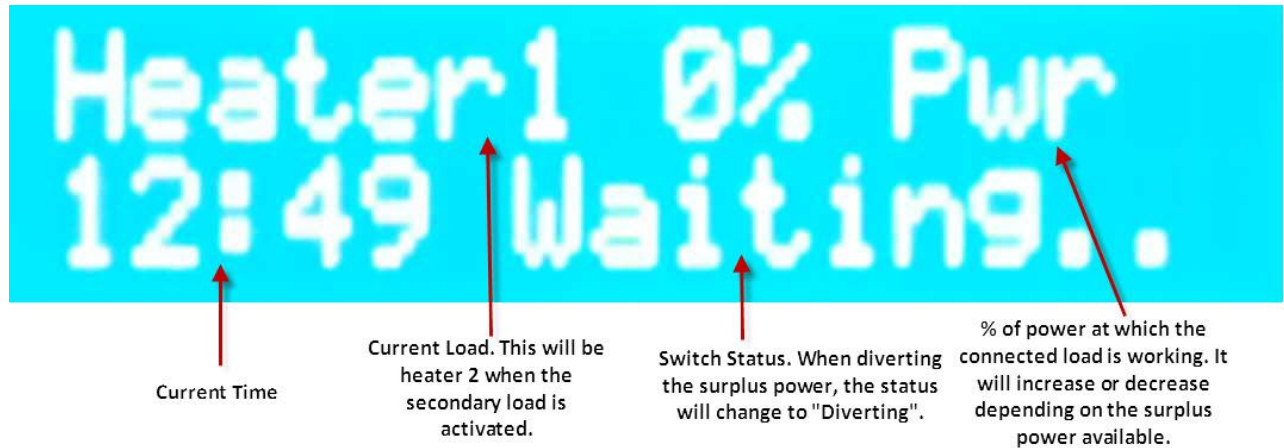 Heater1 0% Pwr
12:49 Waiting..
Current Time
Current Load. This will be
heater 2 when the
secondary load is
activated.
Switch Status. When diverting
the surplus power, the status
will change to "Diverting".
% of power at which the
connected load is working. It
will increase or decrease
depending on the surplus
power available.